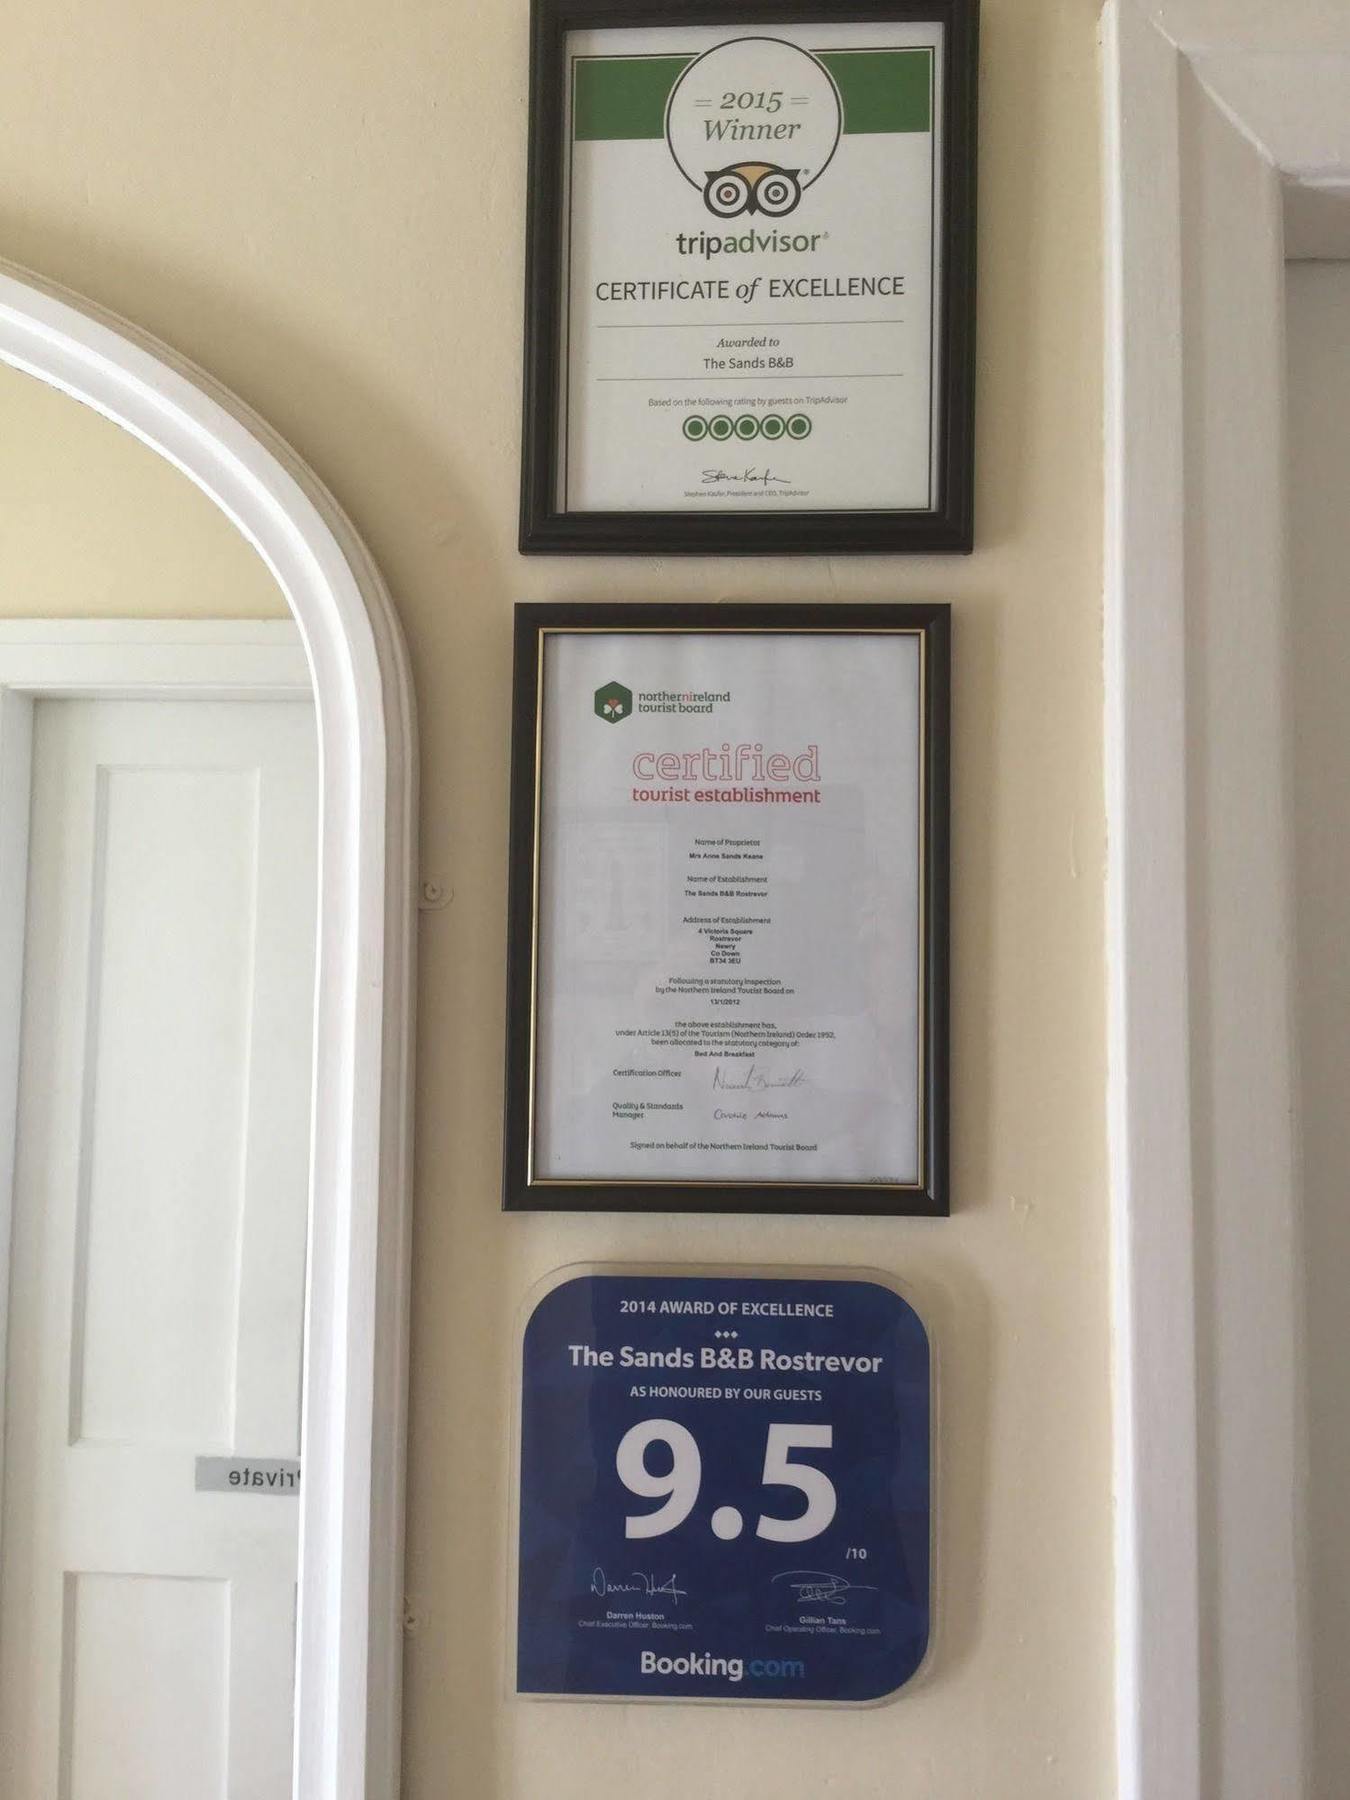 = 2015 =
Winner
tripadvisor®
CERTIFICATE of EXCELLENCE
Awarded to
The Sands B&B
Based on the following rating by guests on TripAdvisor
Stephen Kaufer, President and CEO, TripAdvisor
northernireland
tourist board
certified
tourist establishment
Name of Proprietor
Mrs Anne Sands Keane
Name of Establishment
The Sands B&B Rostrevor
Address of Establishment
4 Victoria Square
Rostrevor
Newry
Co Down
BT34 3EU
Following a statutory inspection
by the Northern Ireland Tourist Board on
13/1/2012
the above establishment has,
under Article 13(5) of the Tourism (Northern Ireland) Order 1992,
been allocated to the statutory category of:
Bed And Breakfast
Certification Officer
Quality & Standards
Manager
Signed on behalf of the Northern Ireland Tourist Board
2014 AWARD OF EXCELLENCE
The Sands B&B Rostrevor
AS HONOURED BY OUR GUESTS
9.5
/10
Darren Huston
Chief Executive Officer, Booking.com
Gillian Tans
Chief Operating Officer, Booking.com
Booking.com
Private